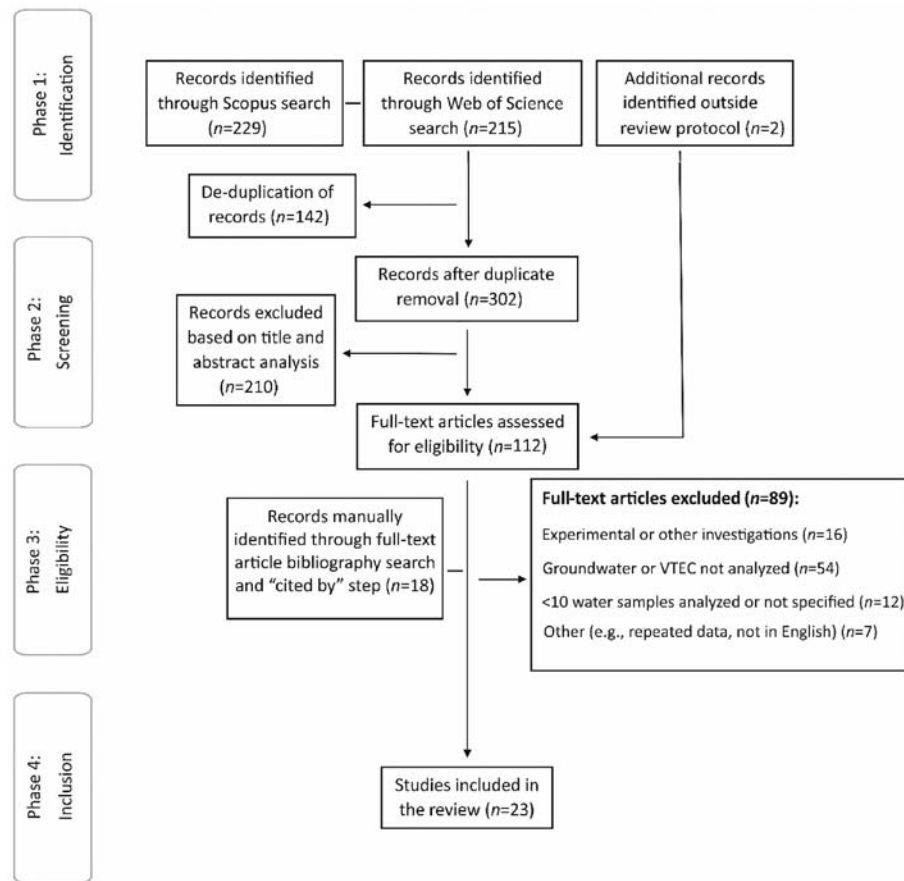 Phase 1:
Identification
Records identified
through Scopus search
(n=229)
Records identified
through Web of Science
search (n=215)
Additional records
identified outside
review protocol (n=2)
De-duplication of
records (n=142)
Phase 2:
Screening
Records after duplicate
removal (n=302)
Records excluded
based on title and
abstract analysis
(n=210)
Full-text articles assessed
for eligibility (n=112)
Phase 3:
Eligibility
Records manually
identified through full-text
article bibliography search
and “cited by” step (n=18)
Full-text articles excluded (n=89):
Experimental or other investigations (n=16)
Groundwater or VTEC not analyzed (n=54)
<10 water samples analyzed or not specified (n=12)
Other (e.g., repeated data, not in English) (n=7)
Phase 4:
Inclusion
Studies included in
the review (n=23)